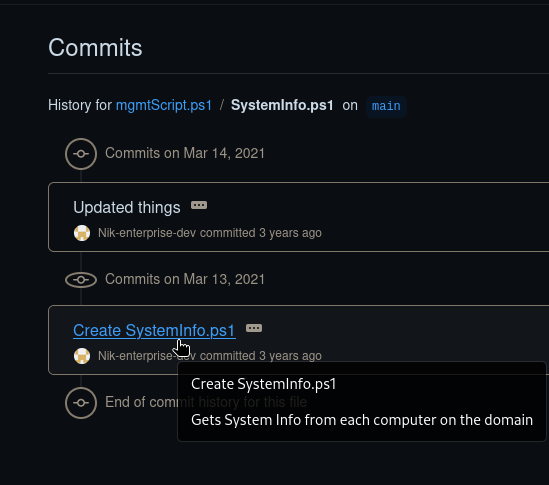 Commits
History for mgmtScript.ps1 / SystemInfo.ps1 on main
Commits on Mar 14, 2021
Updated things
Nik-enterprise-dev committed 3 years ago
Commits on Mar 13, 2021
Create SystemInfo.ps1
Nik-enterprise-dev committed 3 years ago
End of commit history for this file
Create SystemInfo.ps1
Gets System Info from each computer on the domain